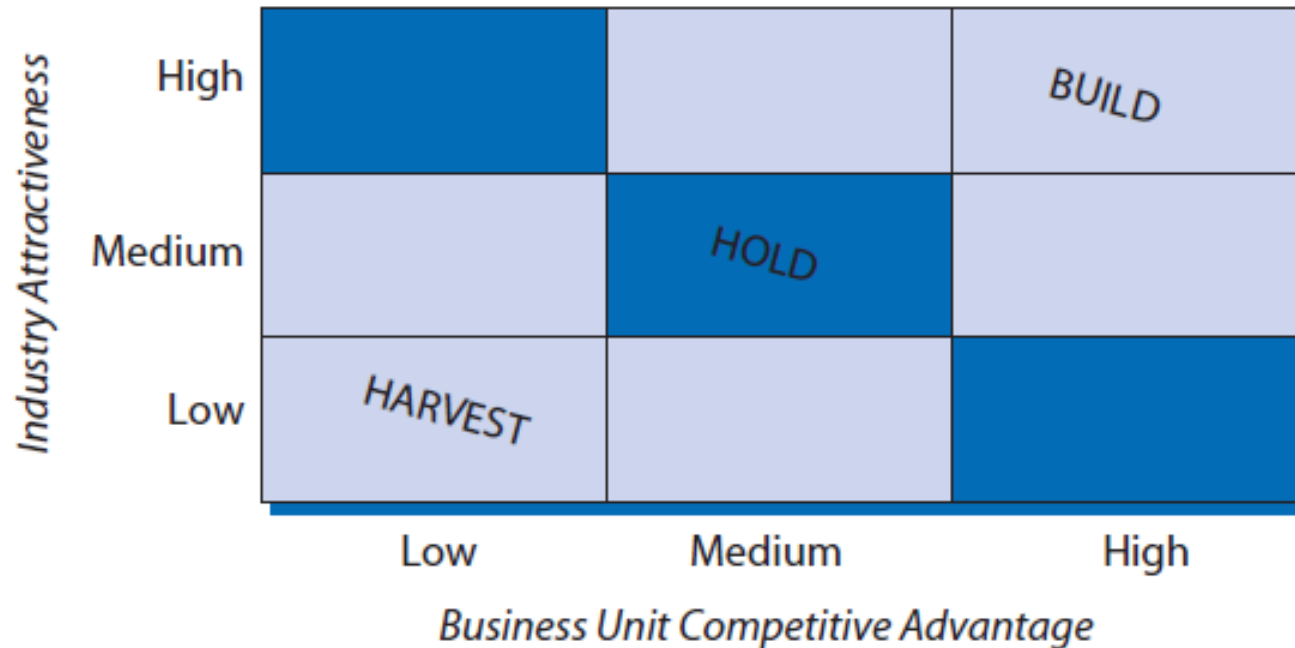 Industry Attractiveness
High
BUILD
Medium
HOLD
Low
HARVEST
Low Medium High
Business Unit Competitive Advantage